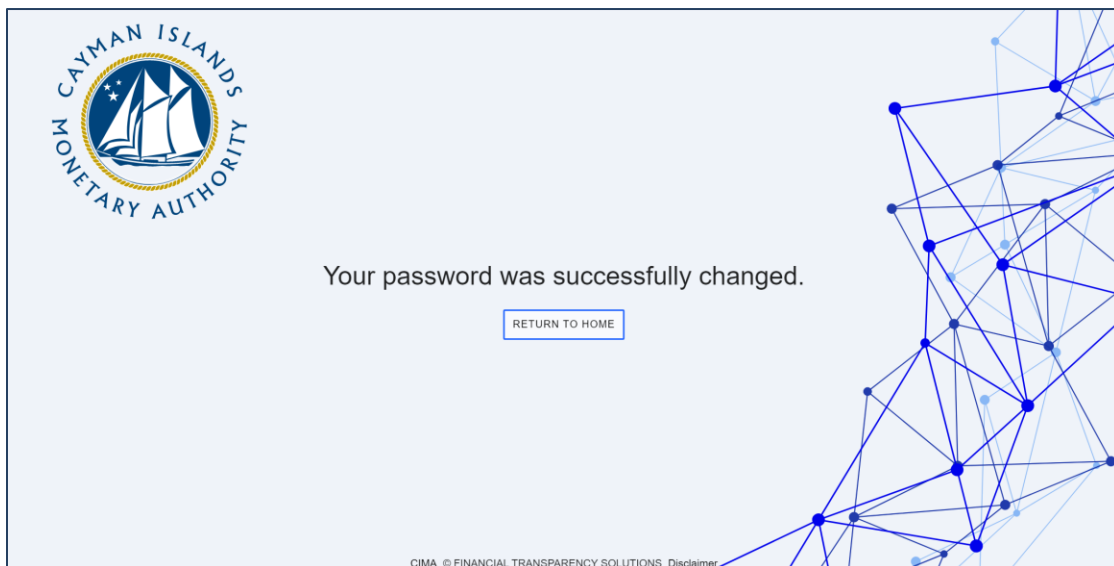 CAYMAN ISLANDS
MONETARY AUTHORITY
Your password was successfully changed.
RETURN TO HOME
CIMA © FINANCIAL TRANSPARENCY SOLUTIONS Disclaimer